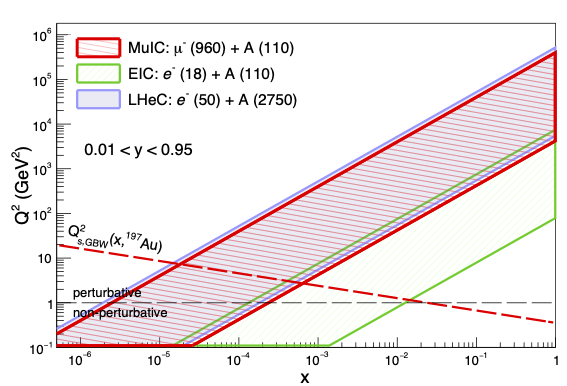 10⁶
10⁵
10⁴
10³
10²
10
1
10⁻¹
Q² (GeV²)
MuIC: μ⁻ (960) + A (110)
EIC: e⁻ (18) + A (110)
LHeC: e⁻ (50) + A (2750)
0.01 < y < 0.95
Q²s,GBW(x,¹⁹⁷Au)
perturbative
non-perturbative
10⁻⁶ 10⁻⁵ 10⁻⁴ 10⁻³ 10⁻² 10⁻¹ 1
x